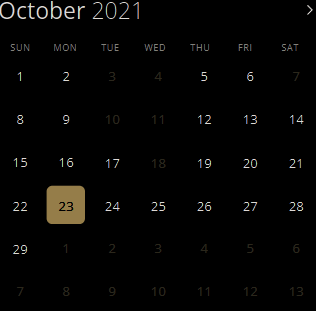 October 2021
SUN MON TUE WED THU FRI SAT
1 2 3 4 5 6 7
8 9 10 11 12 13 14
15 16 17 18 19 20 21
22 23 24 25 26 27 28
29 1 2 3 4 5 6
7 8 9 10 11 12 13